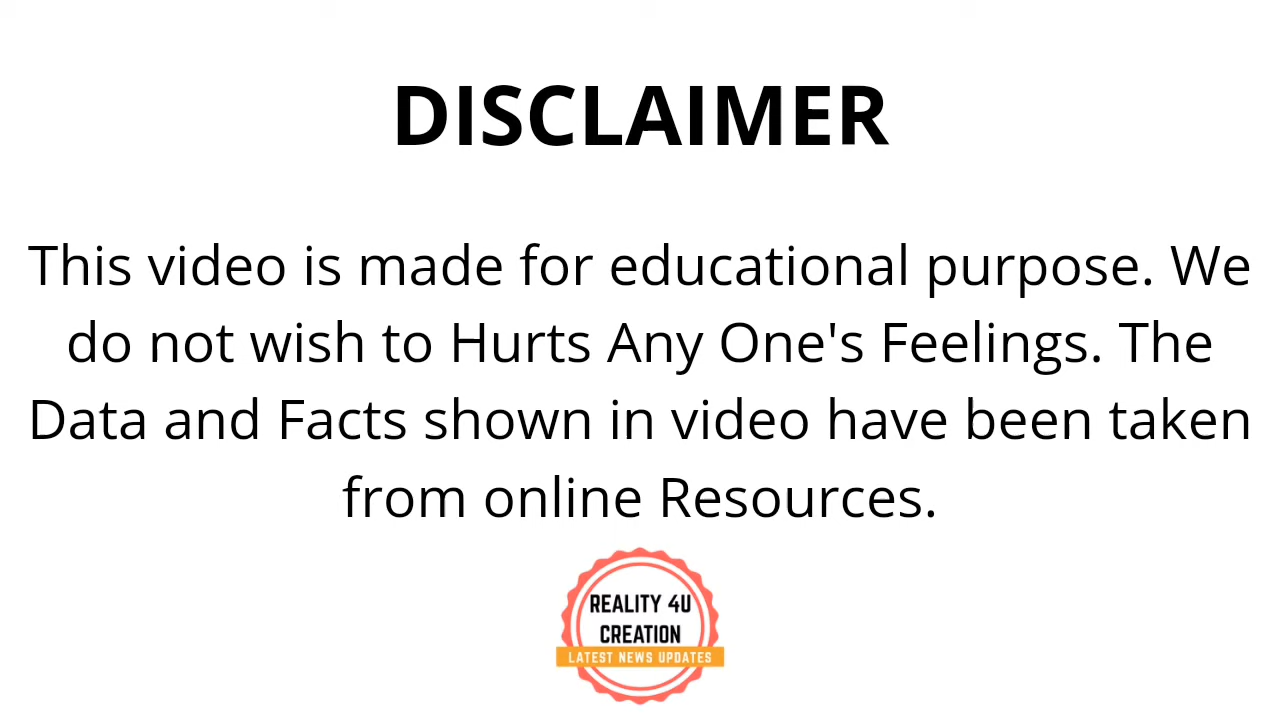 DISCLAIMER
This video is made for educational purpose. We
do not wish to Hurts Any One's Feelings. The
Data and Facts shown in video have been taken
from online Resources.
REALITY 4U
CREATION
LATEST NEWS UPDATES